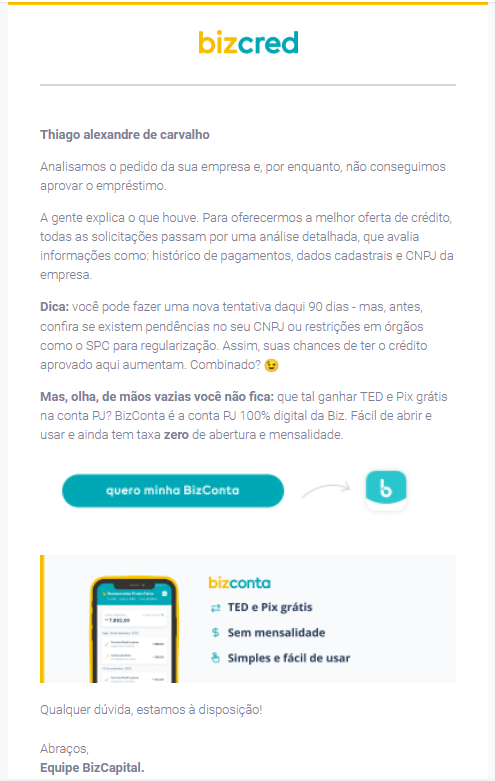 bizcred
Thiago alexandre de carvalho
Analisamos o pedido da sua empresa e, por enquanto, não conseguimos
aprovar o empréstimo.
A gente explica o que houve. Para oferecermos a melhor oferta de crédito,
todas as solicitações passam por uma análise detalhada, que avalia
informações como: histórico de pagamentos, dados cadastrais e CNPJ da
empresa.
Dica: você pode fazer uma nova tentativa daqui 90 dias - mas, antes,
confira se existem pendências no seu CNPJ ou restrições em órgãos
como o SPC para regularização. Assim, suas chances de ter o crédito
aprovado aqui aumentam. Combinado? 😉
Mas, olha, de mãos vazias você não fica: que tal ganhar TED e Pix grátis
na conta PJ? BizConta é a conta PJ 100% digital da Biz. Fácil de abrir e
usar e ainda tem taxa zero de abertura e mensalidade.
quero minha BizConta
b
bizconta
TED e Pix grátis
Sem mensalidade
Simples e fácil de usar
Qualquer dúvida, estamos à disposição!
Abraços,
Equipe BizCapital.